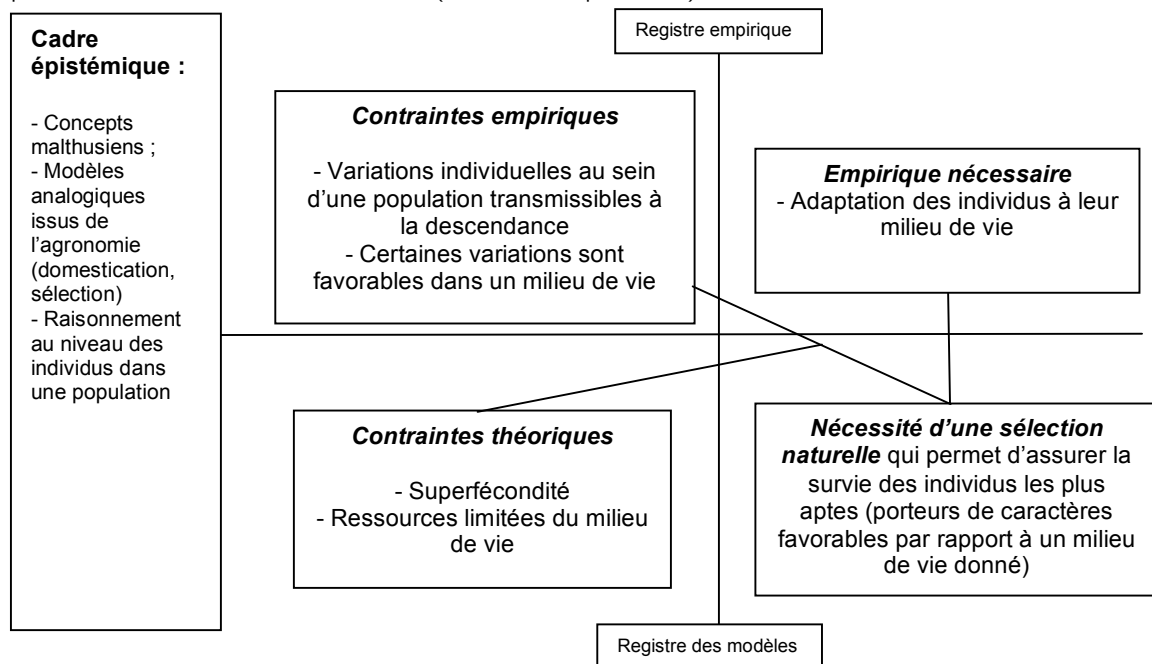 Cadre
épistémique :
- Concepts
malthusiens ;
- Modèles
analogiques
issus de
l'agronomie
(domestication,
sélection)
- Raisonnement
au niveau des
individus dans
une population
Registre empirique
Contraintes empiriques
- Variations individuelles au sein
d'une population transmissibles à
la descendance
- Certaines variations sont
favorables dans un milieu de vie
Empirique nécessaire
- Adaptation des individus à leur
milieu de vie
Contraintes théoriques
- Superfécondité
- Ressources limitées du milieu
de vie
Nécessité d'une sélection
naturelle qui permet d'assurer la
survie des individus les plus
aptes (porteurs de caractères
favorables par rapport à un milieu
de vie donné)
Registre des modèles